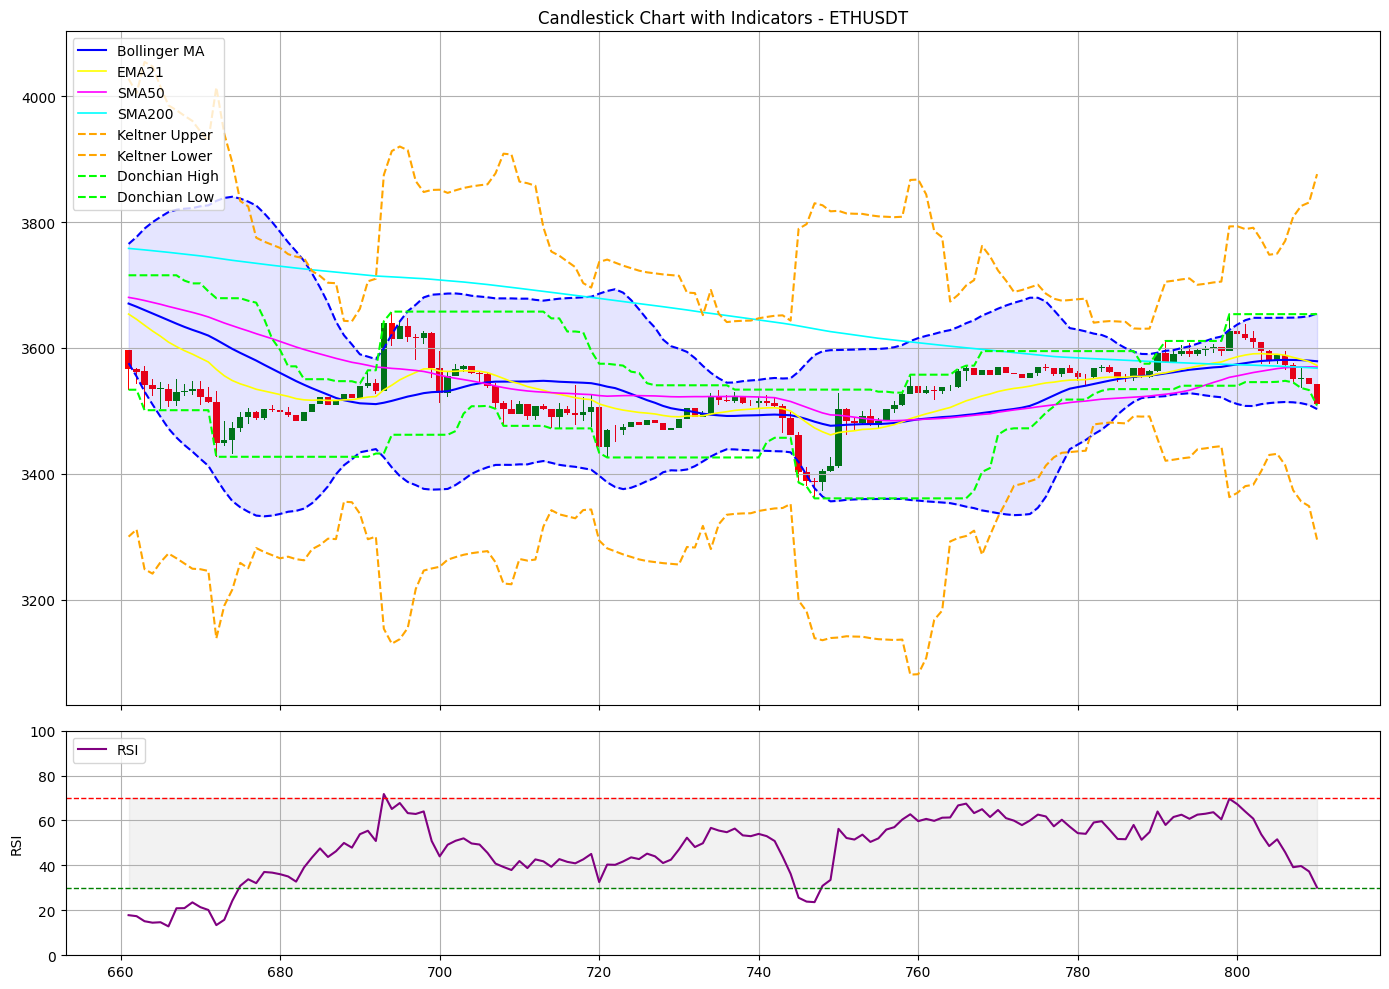 Candlestick Chart with Indicators - ETHUSDT
Bollinger MA
EMA21
SMA50
SMA200
Keltner Upper
Keltner Lower
Donchian High
Donchian Low
4000
3800
3600
3400
3200
RSI
100
80
60
40
20
0
RSI
660
680
700
720
740
760
780
800